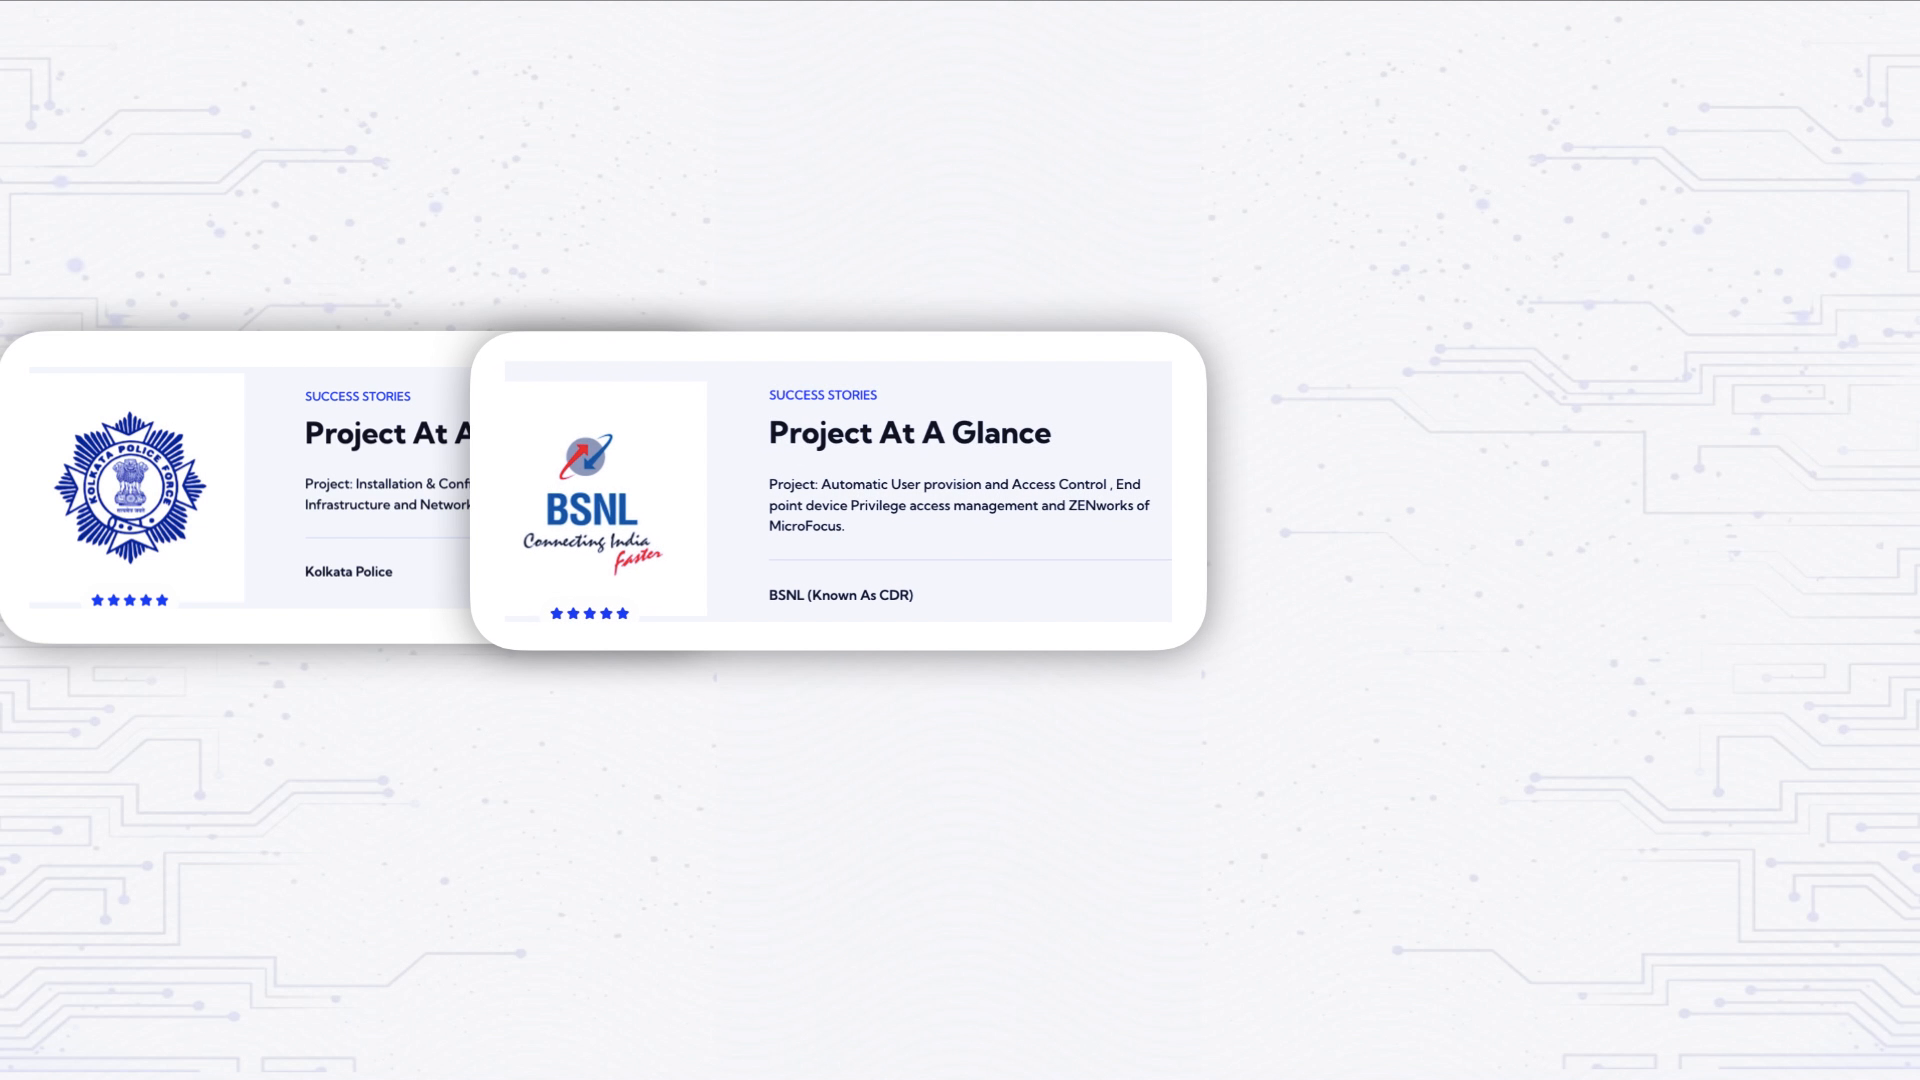 KOLKATA POLICE FORCE
SUCCESS STORIES
Project At A
Project: Installation & Conf
Infrastructure and Network
Kolkata Police
BSNL
Connecting India
Faster
SUCCESS STORIES
Project At A Glance
Project: Automatic User provision and Access Control , End
point device Privilege access management and ZENworks of
MicroFocus.
BSNL (Known As CDR)